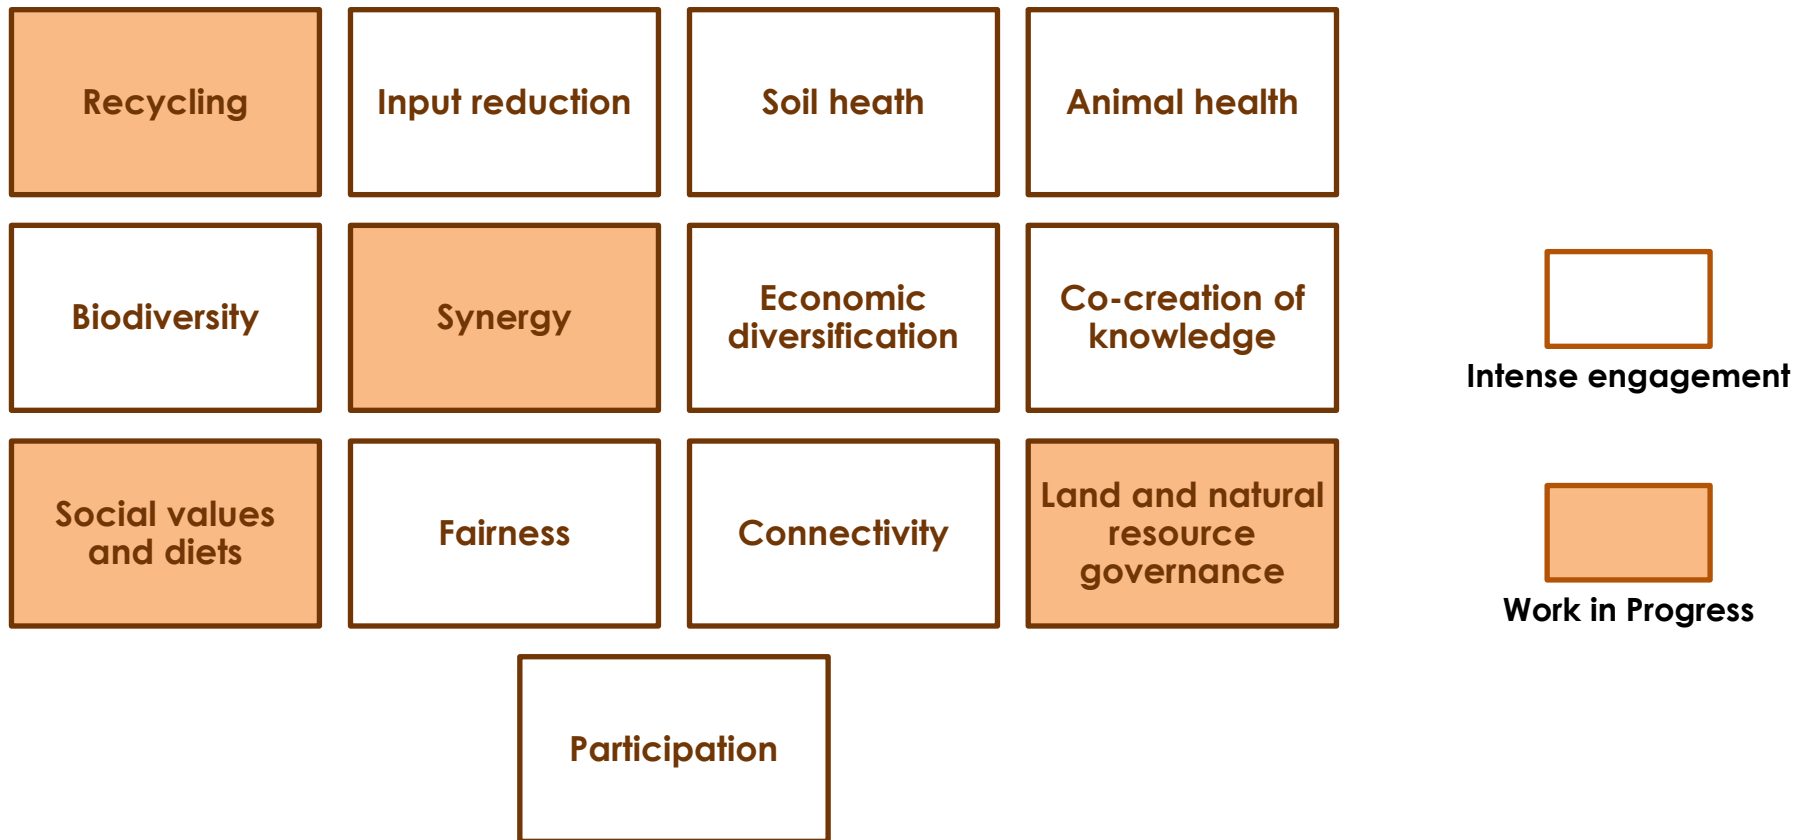 Recycling
Input reduction
Soil heath
Animal health
Biodiversity
Synergy
Economic
diversification
Co-creation of
knowledge
Social values
and diets
Fairness
Connectivity
Land and natural
resource
governance
Participation
Intense engagement
Work in Progress